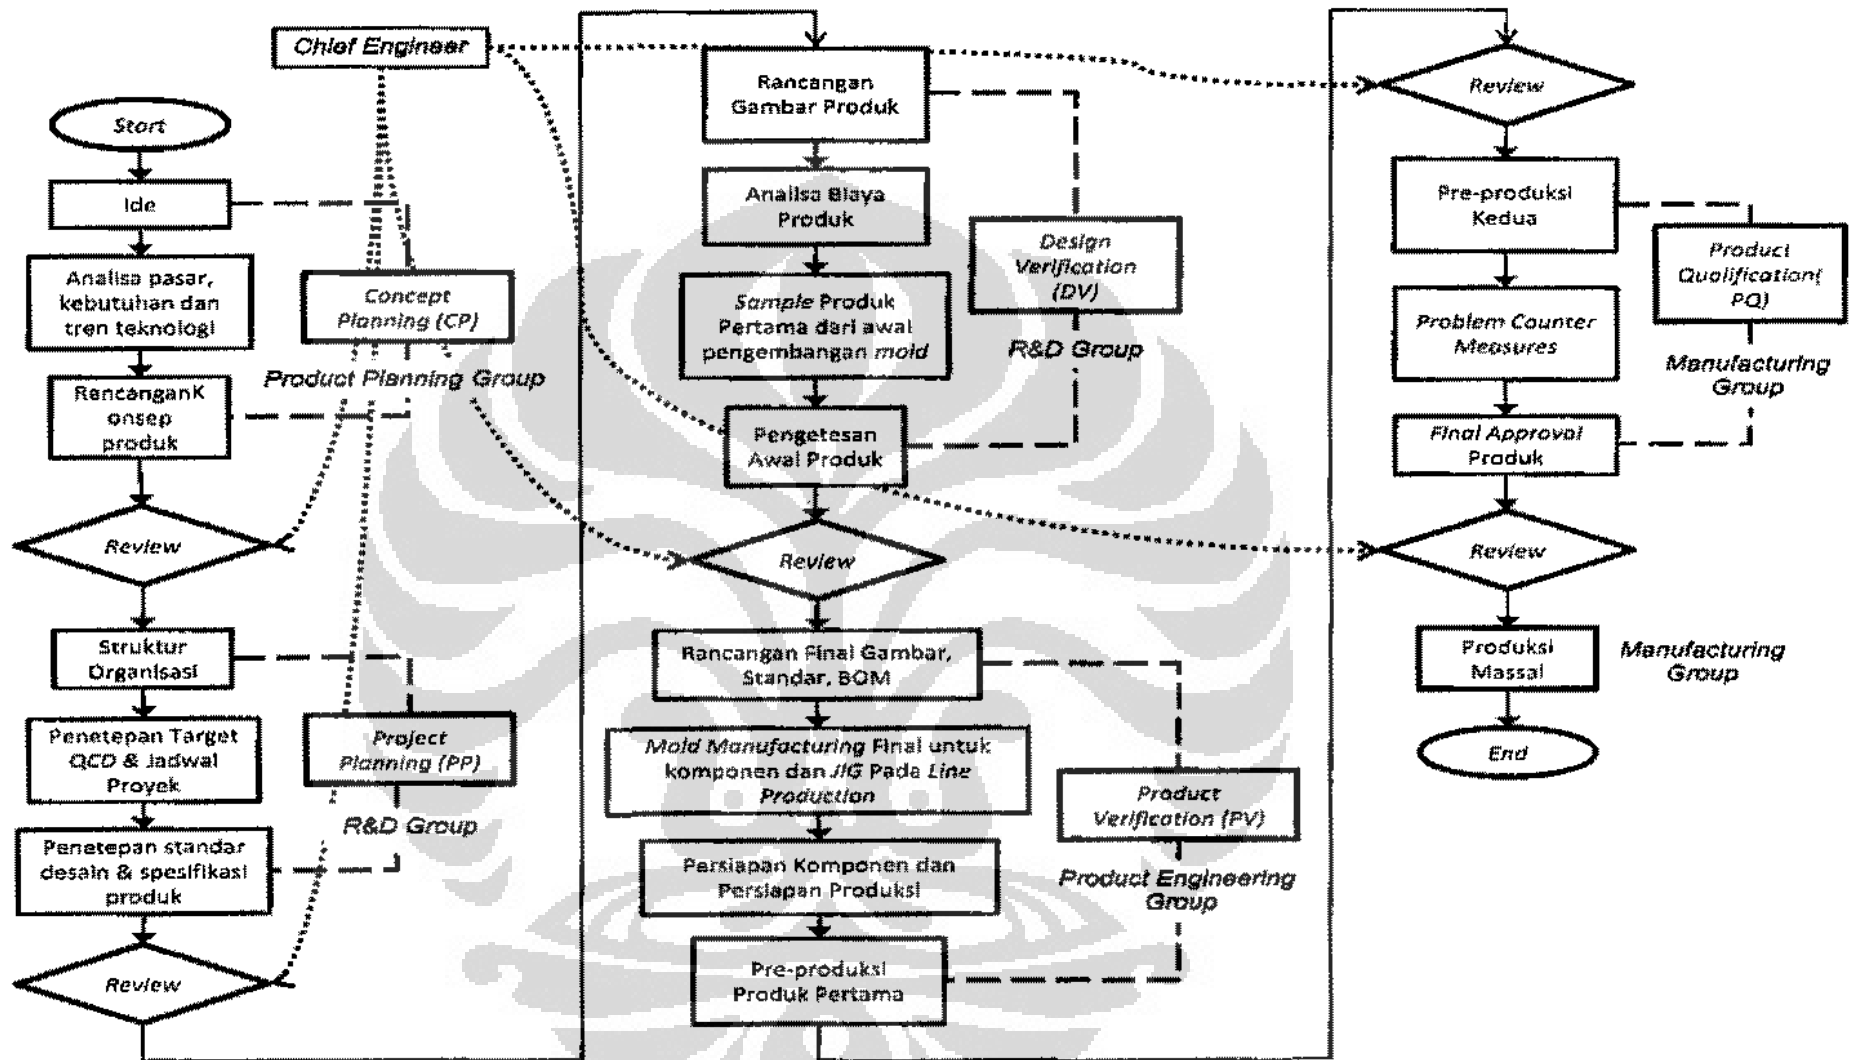 Chief Engineer
Start
Ide
Analisa pasar,
kebutuhan dan
tren teknologi
RancanganK
onsep
produk
Concept
Planning (CP)
Product Planning Group
Review
Struktur
Organisasi
Penetepan Target
QCD & Jadwal
Proyek
Penetepan standar
desain & spesifikasi
produk
Project
Planning (PP)
R&D Group
Review
Rancangan
Gambar Produk
Analisa Biaya
Produk
Sample Produk
Pertama dari awal
pengembangan mold
Pengetesan
Awal Produk
Design
Verification
(DV)
R&D Group
Review
Rancangan Final Gambar,
Standar, BOM
Mold Manufacturing Final untuk
komponen dan JIG Pada Line
Production
Persiapan Komponen dan
Persiapan Produksi
Pre-produksi
Produk Pertama
Product
Verification (PV)
Product Engineering
Group
Review
Pre-produksi
Kedua
Problem Counter
Measures
Final Approval
Produk
Product
Qualification(
PQ)
Manufacturing
Group
Review
Produksi
Massal
Manufacturing
Group
End